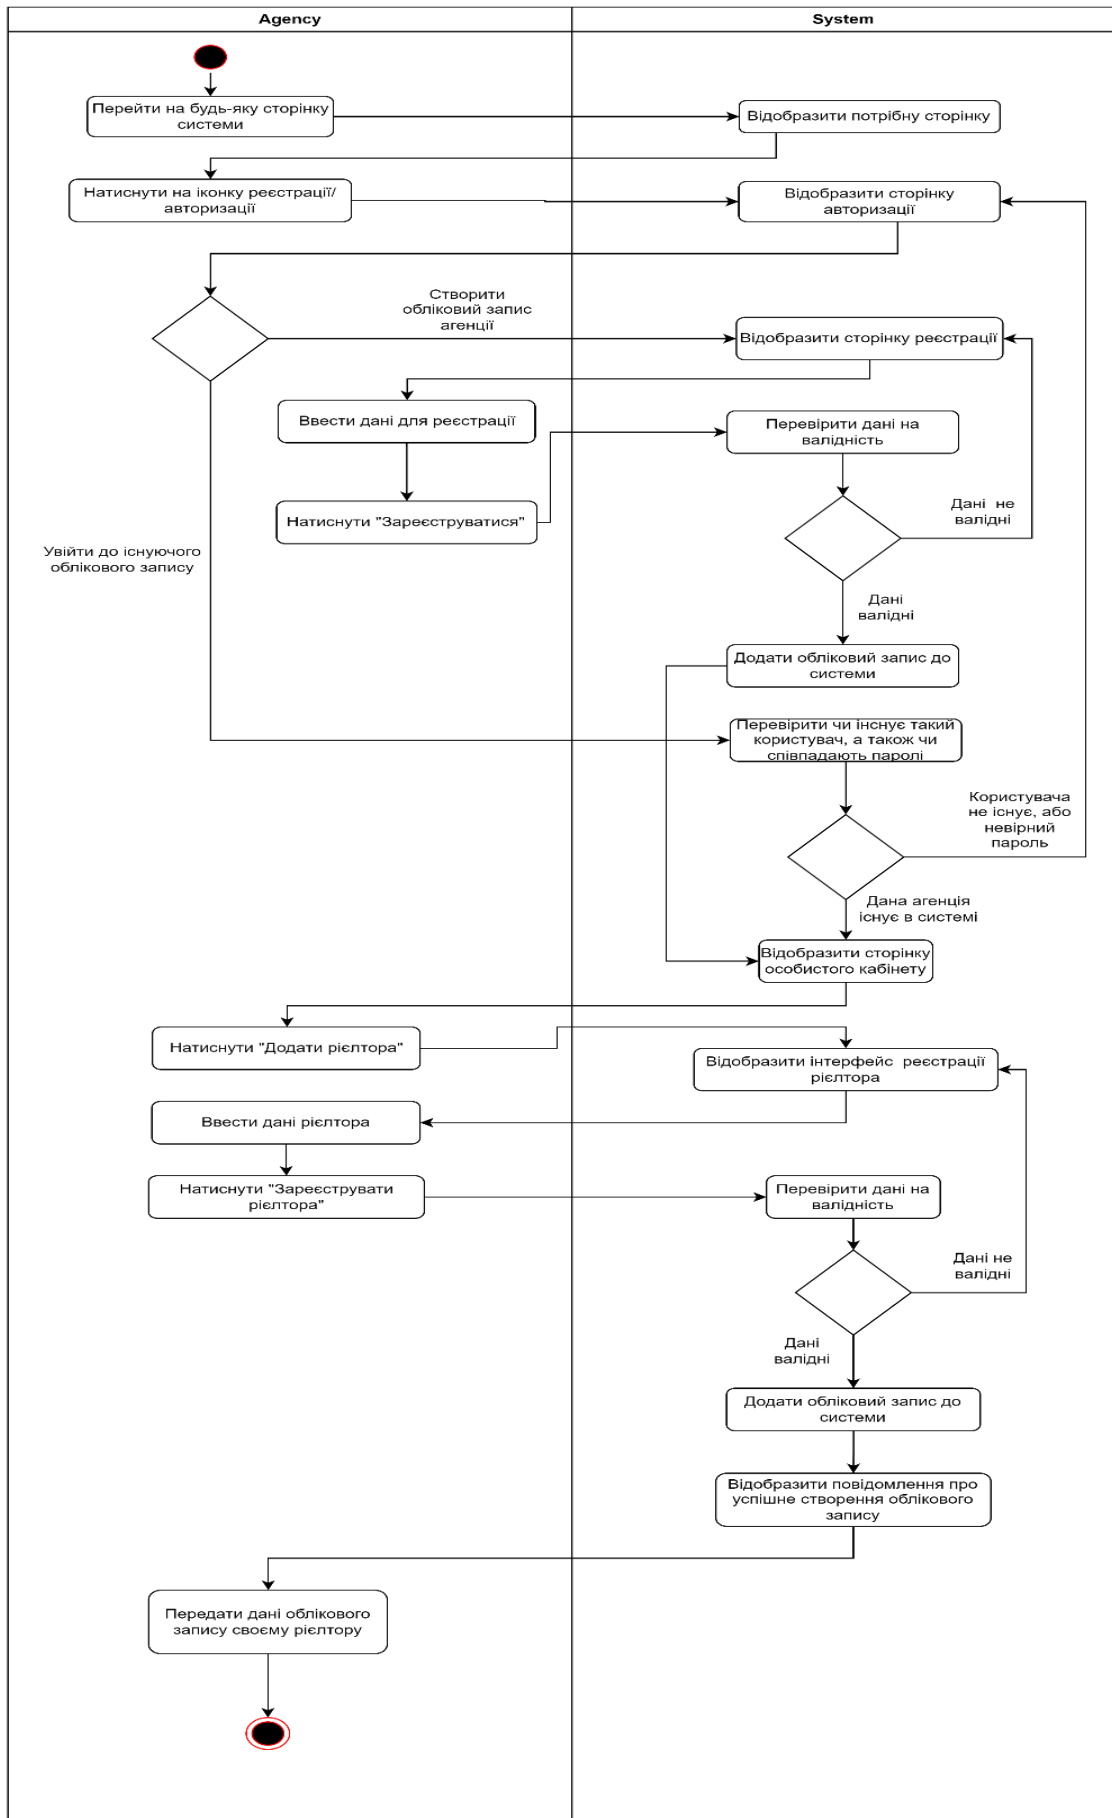 Agency
System
Перейти на будь-яку сторінку
системи
Відобразити потрібну сторінку
Натиснути на іконку реєстрації/
авторизації
Відобразити сторінку
авторизації
Створити
обліковий запис
агенції
Відобразити сторінку реєстрації
Ввести дані для реєстрації
Перевірити дані на
валідність
Натиснути "Зареєструватися"
Дані не
валідні
Увійти до існуючого
облікового запису
Дані
валідні
Додати обліковий запис до
системи
Перевірити чи інснує такий
користувач, а також чи
співпадають паролі
Користувача
не існує, або
невірний
пароль
Дана агенція
існує в системі
Відобразити сторінку
особистого кабінету
Натиснути "Додати рієлтора"
Відобразити інтерфейс реєстрації
рієлтора
Ввести дані рієлтора
Натиснути "Зареєструвати
рієлтора"
Перевірити дані на
валідність
Дані не
валідні
Дані
валідні
Додати обліковий запис до
системи
Відобразити повідомлення про
успішне створення облікового
запису
Передати дані облікового
запису своєму рієлтору